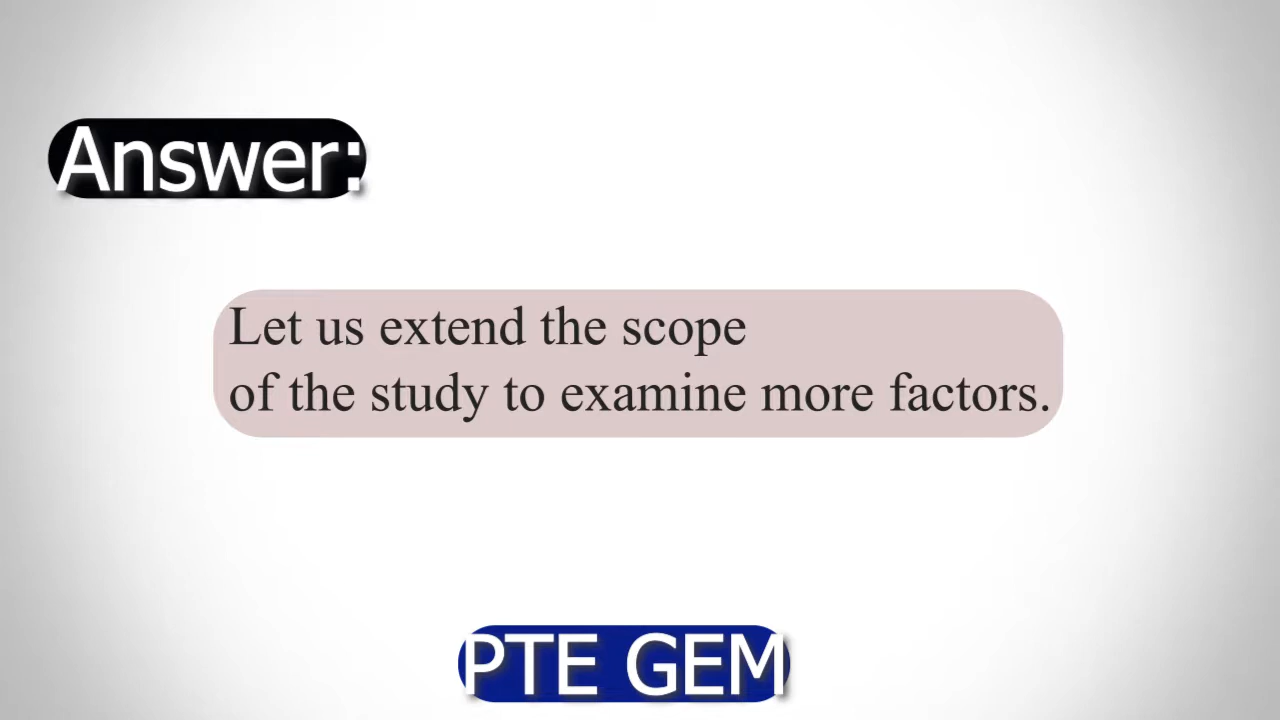 Answer:
Let us extend the scope
of the study to examine more factors.
PTE GEM